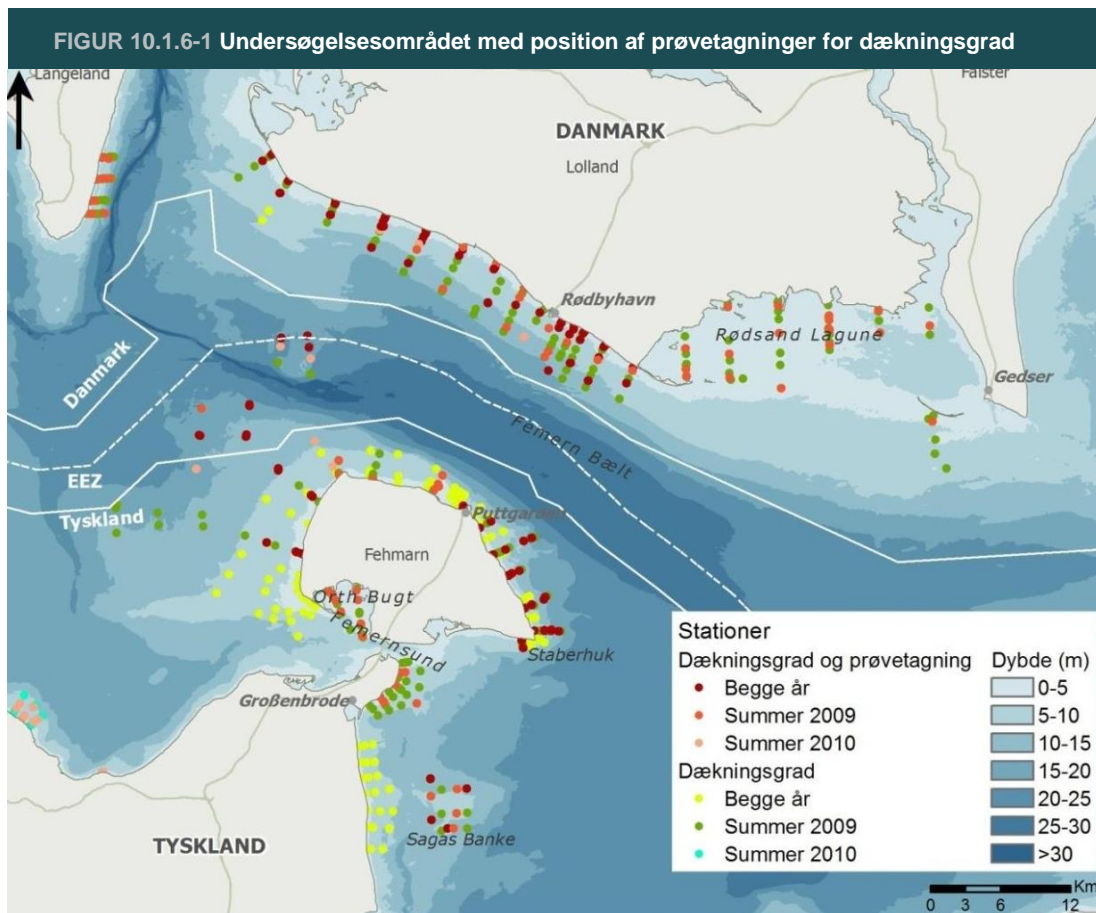 FIGUR 10.1.6-1 Undersøgelsesområdet med position af prøvetagninger for dækningsgrad
Langeland
Falster
DANMARK
Lolland
Rødbyhavn
Rødsand Lagune
Gedser
Danmark
Femern Bælt
EEZ
Tyskland
Puttgarden
Fehmarn
Orth Bugt
Femernsund
Staberhuk
Großenbrode
Sagas Banke
TYSKLAND
Stationer
Dækningsgrad og prøvetagning
Begge år
Summer 2009
Summer 2010
Dækningsgrad
Begge år
Summer 2009
Summer 2010
Dybde (m)
0-5
5-10
10-15
15-20
20-25
25-30
>30
Km
0 3 6 12